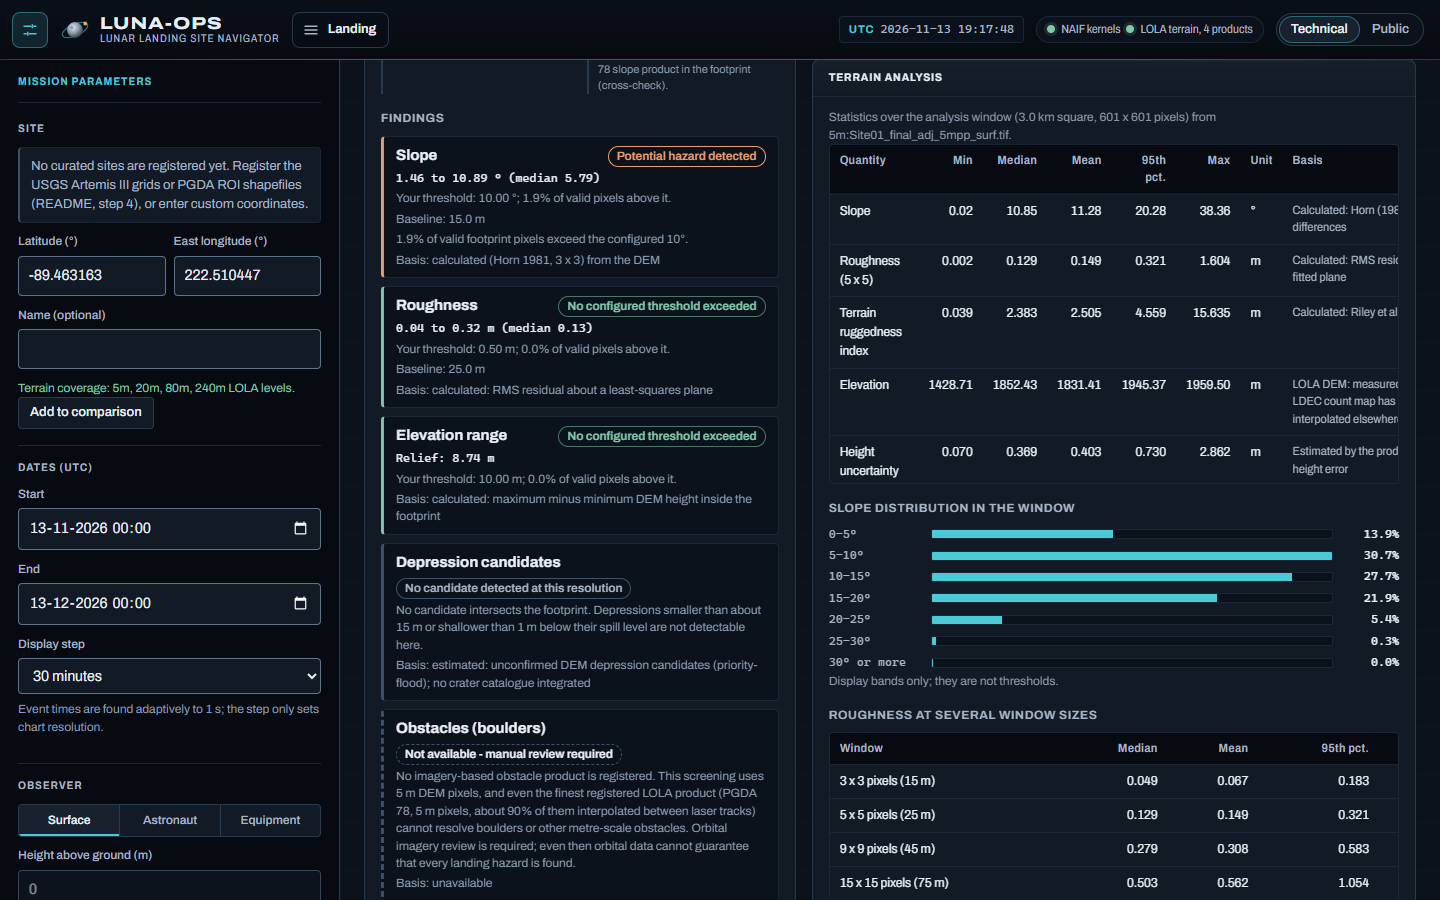 LUNA-OPS
LUNAR LANDING SITE NAVIGATOR
Landing
UTC 2026-11-13 19:17:48
NAIF kernels
LOLA terrain, 4 products
Technical
Public
MISSION PARAMETERS
SITE
No curated sites are registered yet. Register the
USGS Artemis III grids or PGDA ROI shapefiles
(README, step 4), or enter custom coordinates.
Latitude (°)
East longitude (°)
-89.463163
222.510447
Name (optional)
Terrain coverage: 5m, 20m, 80m, 240m LOLA levels.
Add to comparison
DATES (UTC)
Start
13-11-2026 00:00
End
13-12-2026 00:00
Display step
30 minutes
Event times are found adaptively to 1 s; the step only sets
chart resolution.
OBSERVER
Surface
Astronaut
Equipment
Height above ground (m)
0
78 slope product in the footprint
(cross-check).
FINDINGS
Slope
Potential hazard detected
1.46 to 10.89 ° (median 5.79)
Your threshold: 10.00 °; 1.9% of valid pixels above it.
Baseline: 15.0 m
1.9% of valid footprint pixels exceed the configured 10°.
Basis: calculated (Horn 1981, 3 x 3) from the DEM
Roughness
No configured threshold exceeded
0.04 to 0.32 m (median 0.13)
Your threshold: 0.50 m; 0.0% of valid pixels above it.
Baseline: 25.0 m
Basis: calculated: RMS residual about a least-squares plane
Elevation range
No configured threshold exceeded
Relief: 8.74 m
Your threshold: 10.00 m; 0.0% of valid pixels above it.
Basis: calculated: maximum minus minimum DEM height inside the
footprint
Depression candidates
No candidate detected at this resolution
No candidate intersects the footprint. Depressions smaller than about
15 m or shallower than 1 m below their spill level are not detectable
here.
Basis: estimated: unconfirmed DEM depression candidates (priority-
flood); no crater catalogue integrated
Obstacles (boulders)
Not available - manual review required
No imagery-based obstacle product is registered. This screening uses
5 m DEM pixels, and even the finest registered LOLA product (PGDA
78, 5 m pixels, about 90% of them interpolated between laser tracks)
cannot resolve boulders or other metre-scale obstacles. Orbital
imagery review is required; even then orbital data cannot guarantee
that every landing hazard is found.
Basis: unavailable
TERRAIN ANALYSIS
Statistics over the analysis window (3.0 km square, 601 x 601 pixels) from
5m:Site01_final_adj_5mpp_surf.tif.
Quantity Min Median Mean 95th pct. Max Unit Basis
Slope 0.02 10.85 11.28 20.28 38.36 ° Calculated: Horn (198
differences
Roughness (5 x 5) 0.002 0.129 0.149 0.321 1.604 m Calculated: RMS resid
fitted plane
Terrain ruggedness index 0.039 2.383 2.505 4.559 15.635 m Calculated: Riley et al
Elevation 1428.71 1852.43 1831.41 1945.37 1959.50 m LOLA DEM: measured
LDEC count map has
interpolated elsewher
Height uncertainty 0.070 0.369 0.403 0.730 2.862 m Estimated by the prod
height error
SLOPE DISTRIBUTION IN THE WINDOW
0–5° 13.9%
5–10° 30.7%
10–15° 27.7%
15–20° 21.9%
20–25° 5.4%
25–30° 0.3%
30° or more 0.0%
Display bands only; they are not thresholds.
ROUGHNESS AT SEVERAL WINDOW SIZES
Window Median Mean 95th pct.
3 x 3 pixels (15 m) 0.049 0.067 0.183
5 x 5 pixels (25 m) 0.129 0.149 0.321
9 x 9 pixels (45 m) 0.279 0.308 0.583
15 x 15 pixels (75 m) 0.503 0.562 1.054